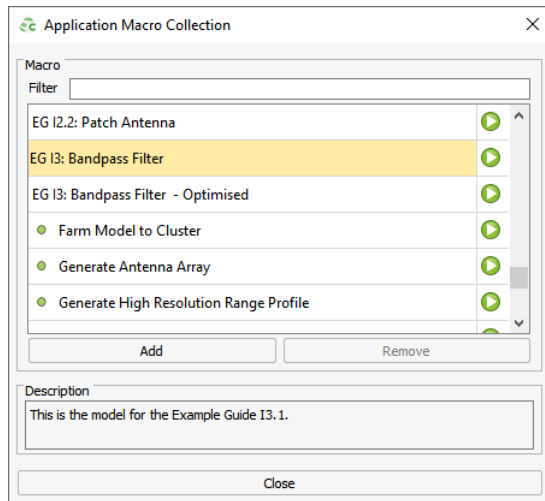 Application Macro Collection
Macro
Filter
EG I2.2: Patch Antenna
EG I3: Bandpass Filter
EG I3: Bandpass Filter - Optimised
Farm Model to Cluster
Generate Antenna Array
Generate High Resolution Range Profile
Add Remove
Description
This is the model for the Example Guide I3.1.
Close